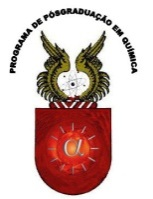 PROGRAMA DE PÓSGRADUAÇÃO EM QUÍMICA
α